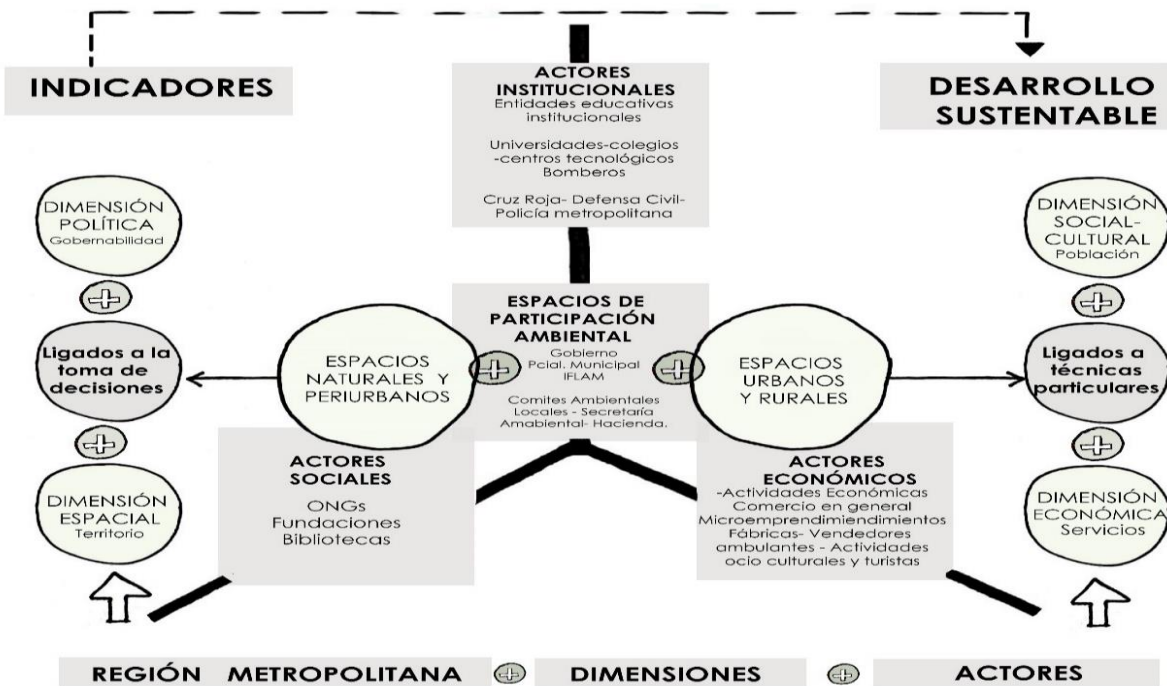 INDICADORES
ACTORES
INSTITUCIONALES
Entidades educativas
institucionales
Universidades-colegios
-centros tecnológicos
Bomberos
Cruz Roja- Defensa Civil-
Policía metropolitana
DESARROLLO
SUSTENTABLE
DIMENSIÓN
POLÍTICA
Gobernabilidad
Ligados a la
toma de
decisiones
DIMENSIÓN
ESPACIAL
Territorio
ESPACIOS
NATURALES Y
PERIURBANOS
ESPACIOS DE
PARTICIPACIÓN
AMBIENTAL
Gobierno
Pcial. Municipal
IFLAM
Comites Ambientales
Locales - Secretaría
Amabiental- Hacienda.
ESPACIOS
URBANOS
Y RURALES
DIMENSIÓN
SOCIAL-
CULTURAL
Población
Ligados a
técnicas
particulares
DIMENSIÓN
ECONÓMICA
Servicios
ACTORES
SOCIALES
ONGs
Fundaciones
Bibliotecas
ACTORES
ECONÓMICOS
-Actividades Económicas
Comercio en general
Microemprendimiendimientos
Fábricas- Vendedores
ambulantes - Actividades
ocio culturales y turistas
REGIÓN METROPOLITANA + DIMENSIONES + ACTORES